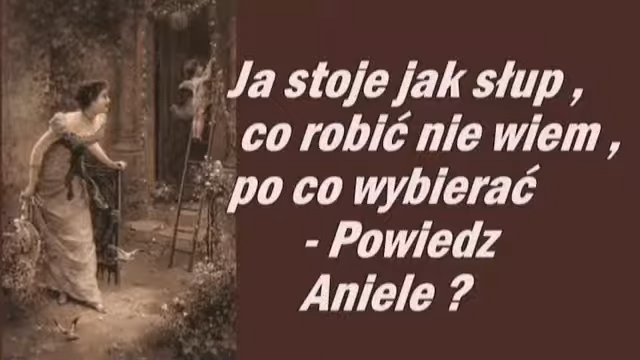 Ja stoje jak słup ,
co robić nie wiem ,
po co wybierać
- Powiedz
Aniele ?